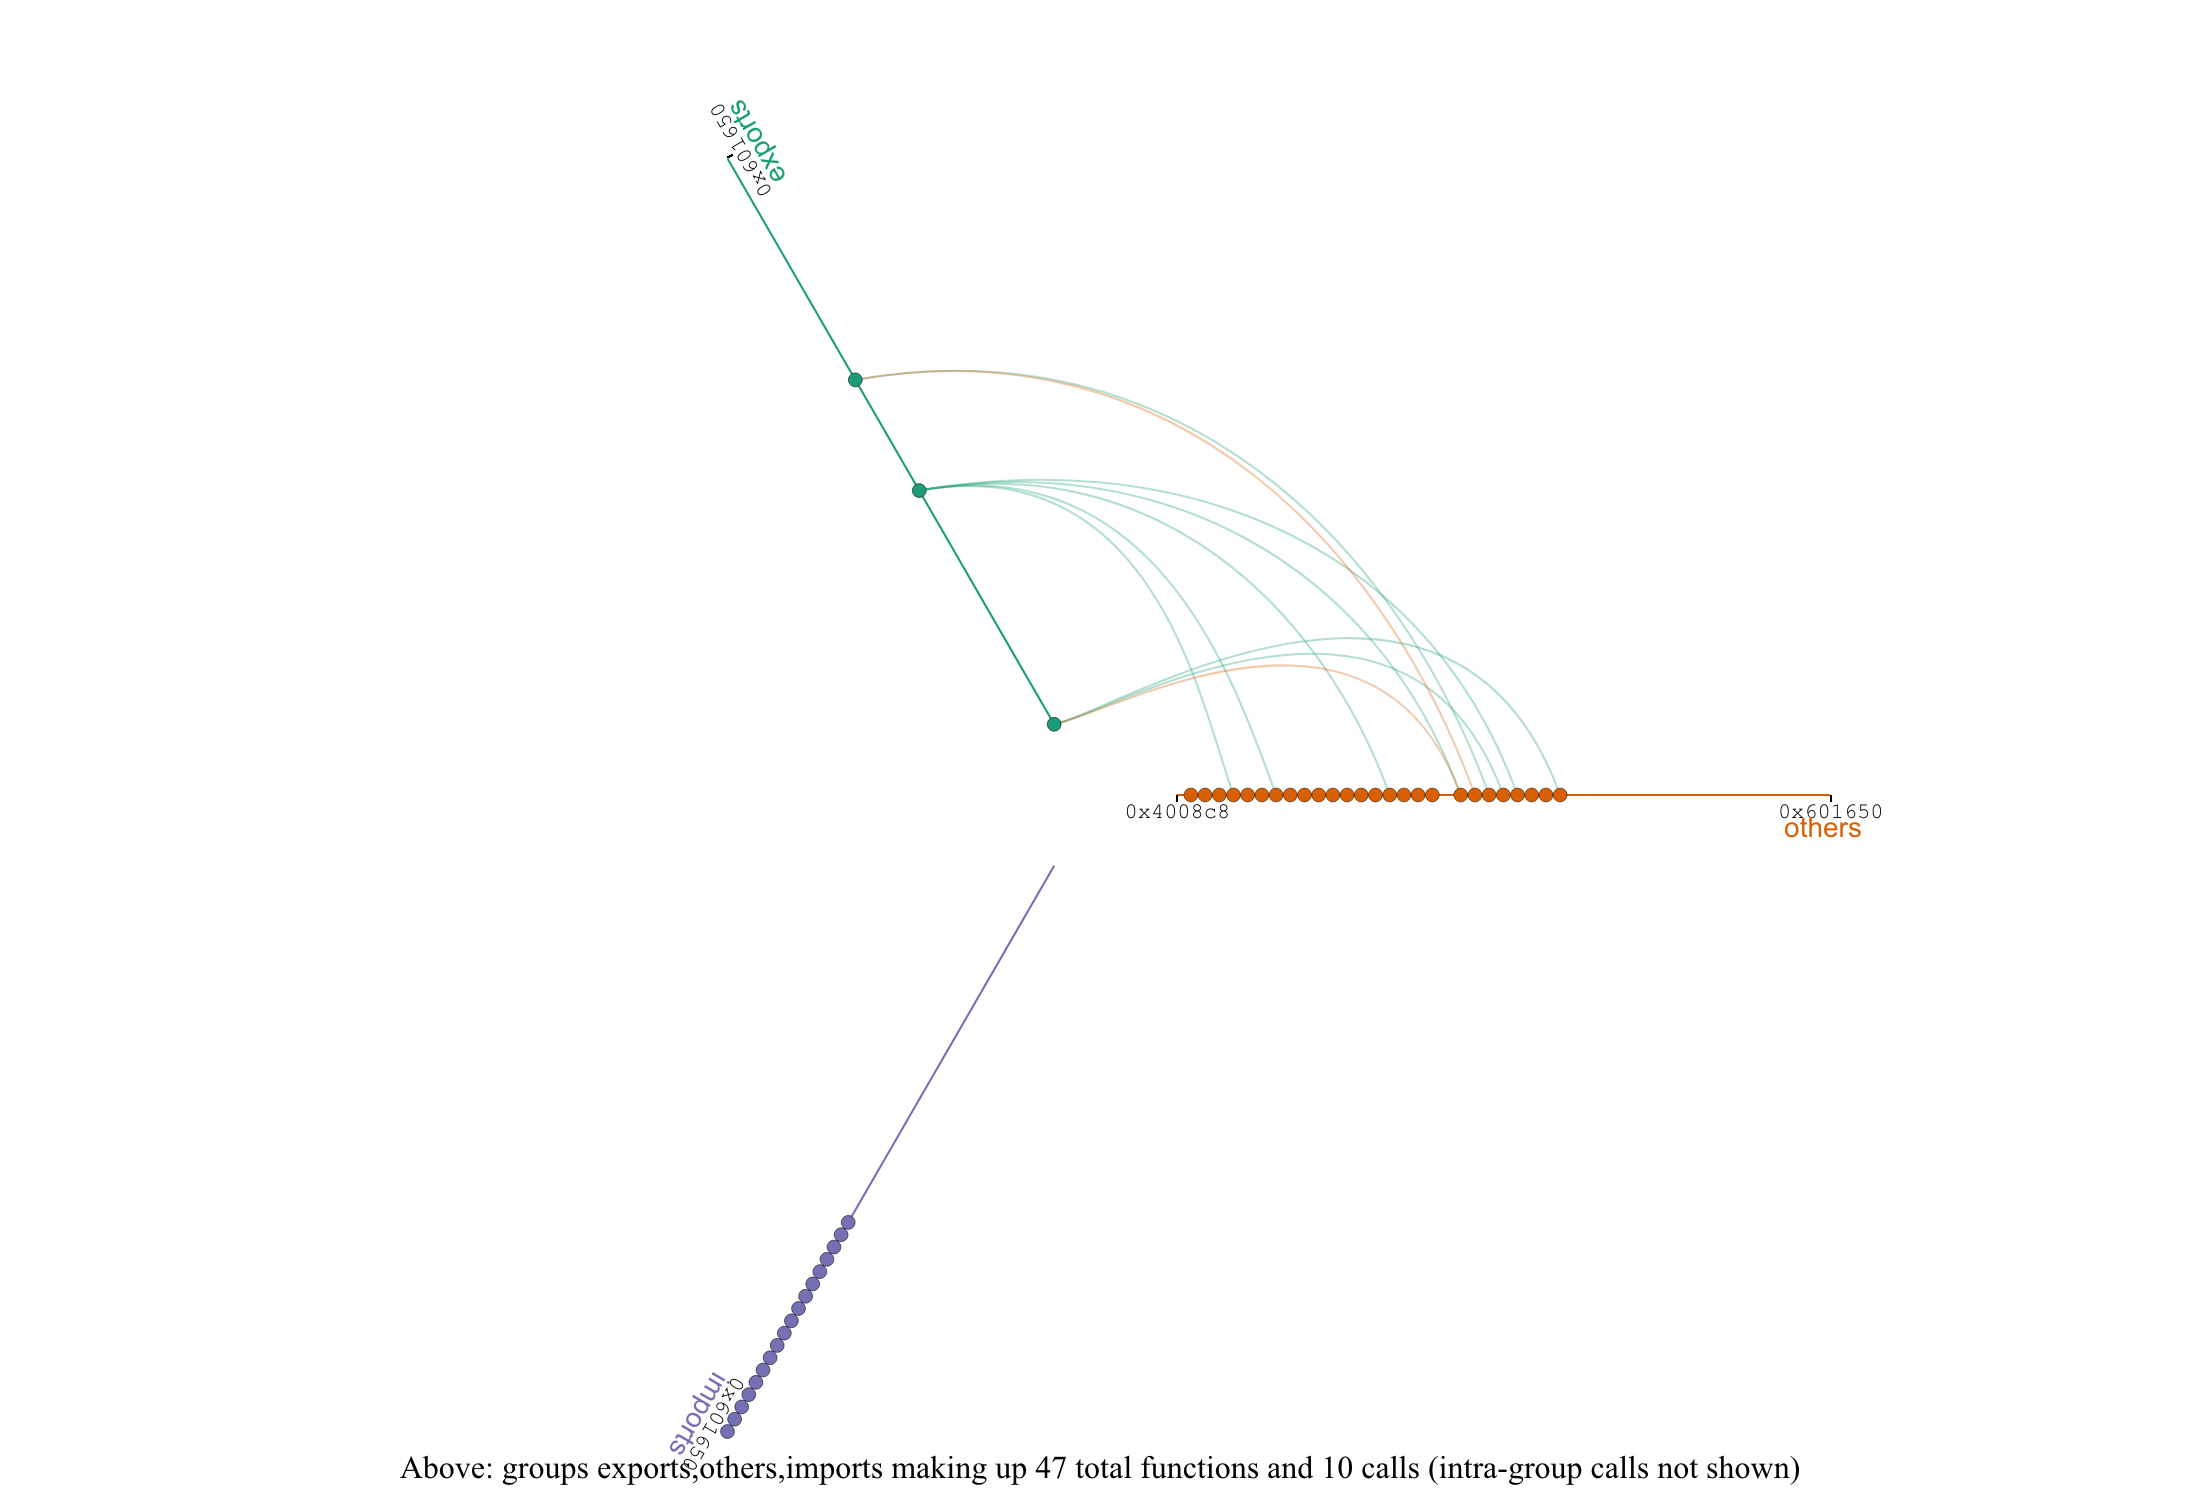 exports
0x601650
0x4008c8
0x601650
others
imports
0x601650
Above: groups exports,others,imports making up 47 total functions and 10 calls (intra-group calls not shown)